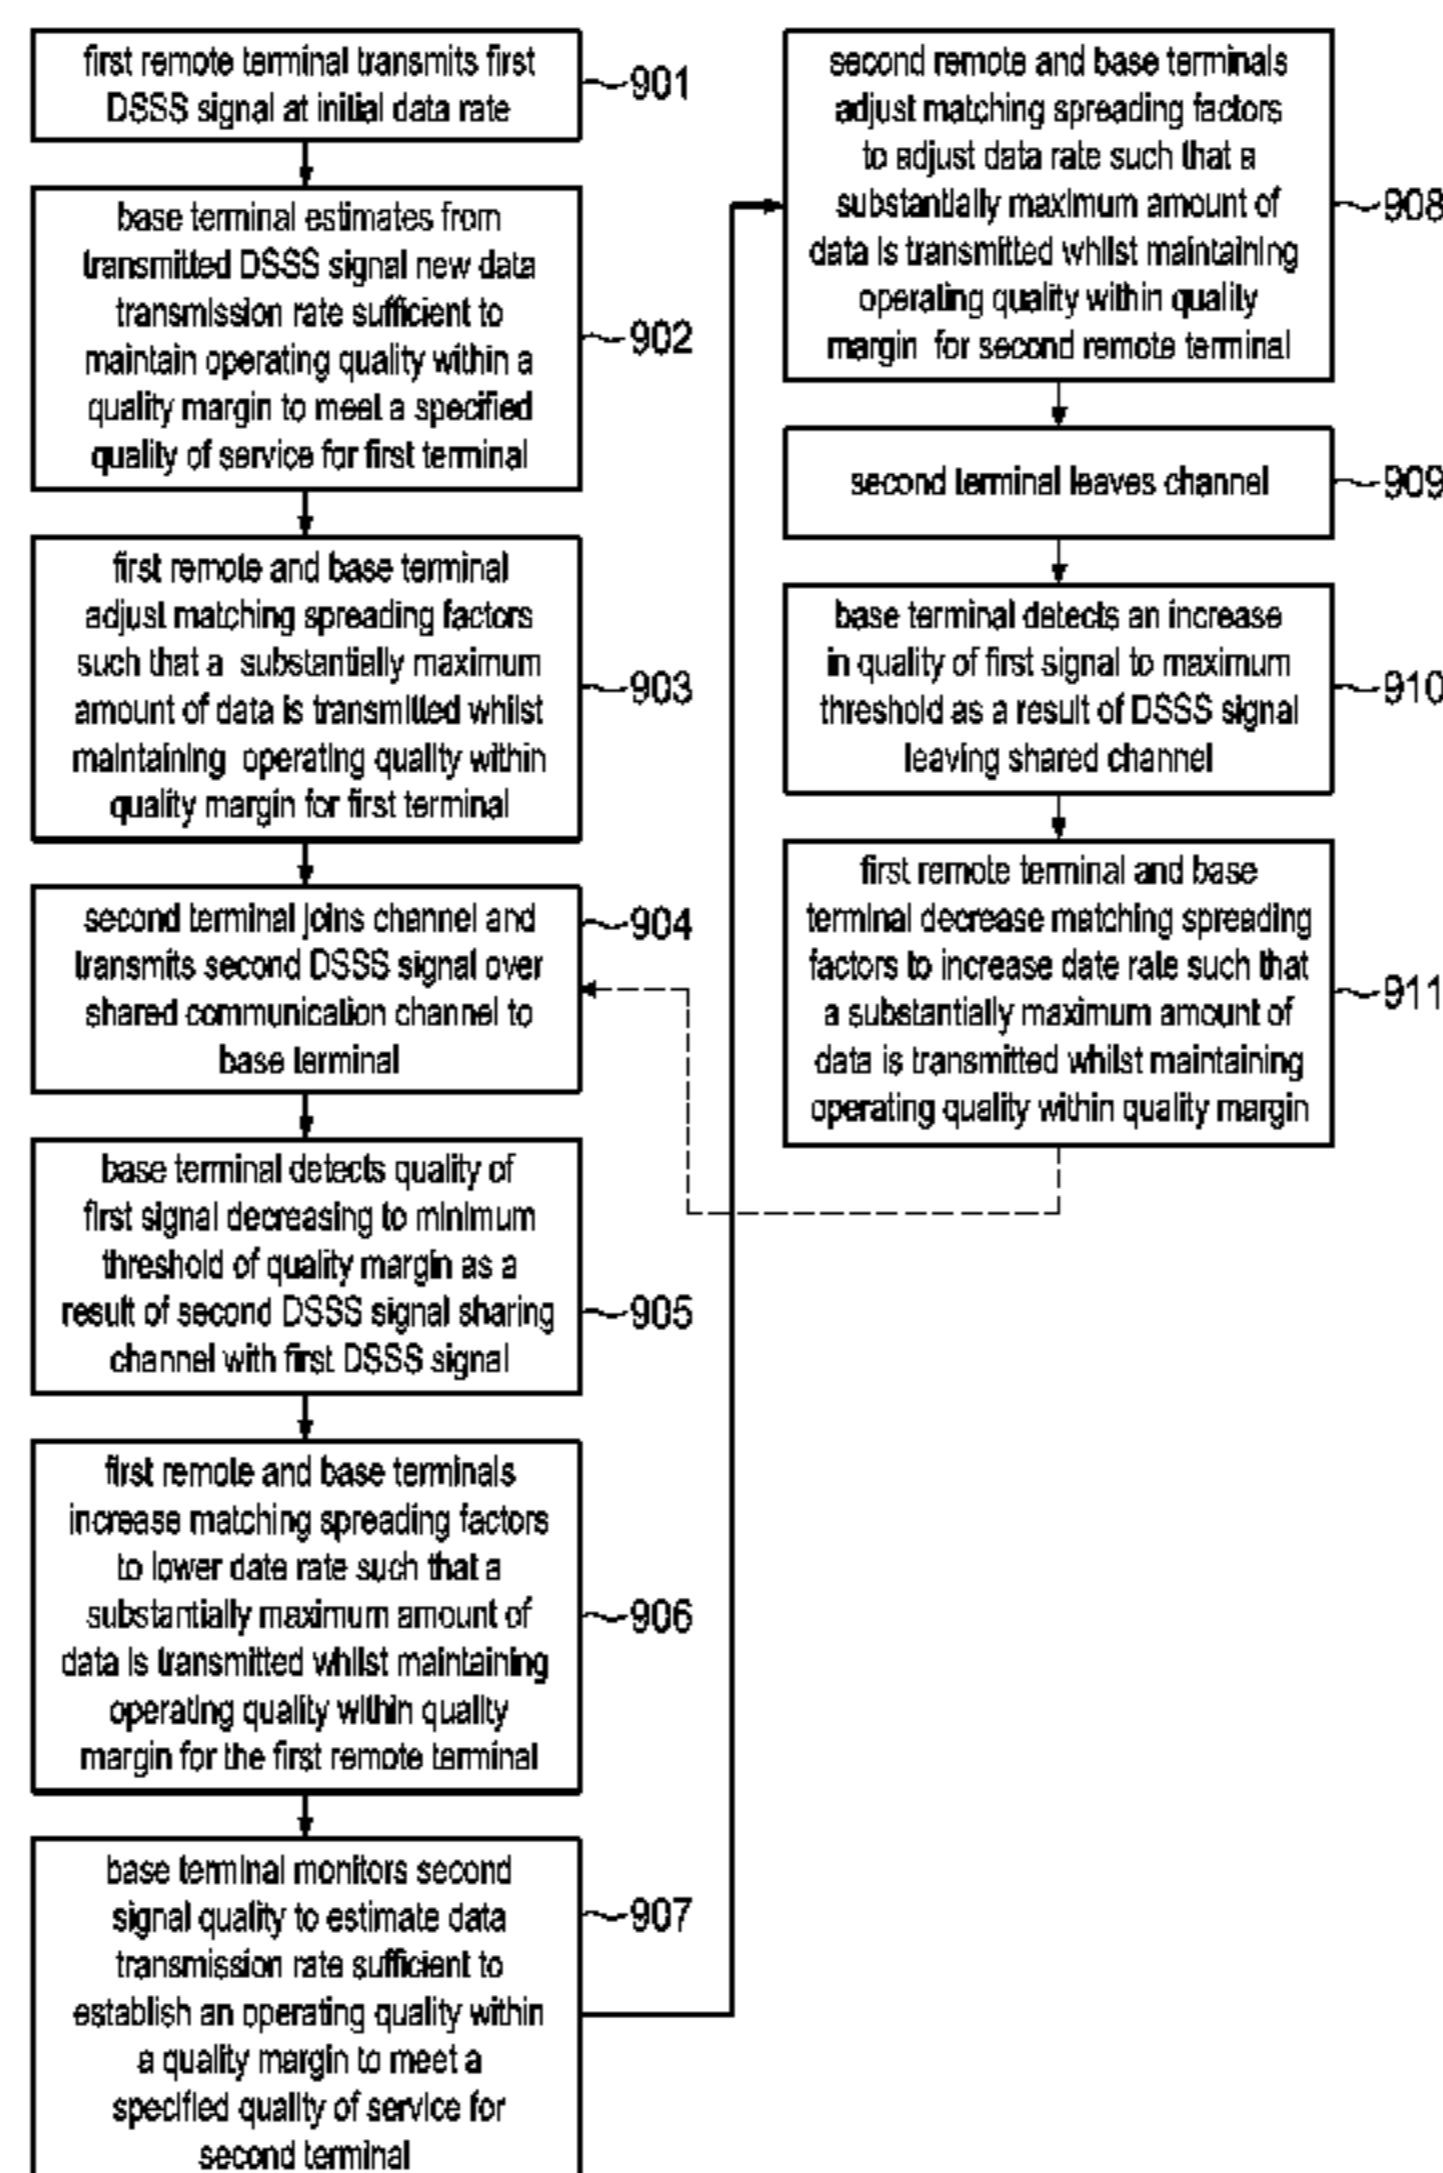 first remote terminal transmits first
DSSS signal at initial data rate
901
base terminal estimates from
transmitted DSSS signal new data
transmission rate sufficient to
maintain operating quality within a
quality margin to meet a specified
quality of service for first terminal
902
first remote and base terminal
adjust matching spreading factors
such that a substantially maximum
amount of data is transmitted whilst
maintaining operating quality within
quality margin for first terminal
903
second terminal joins channel and
transmits second DSSS signal over
shared communication channel to
base terminal
904
base terminal detects quality of
first signal decreasing to minimum
threshold of quality margin as a
result of second DSSS signal sharing
channel with first DSSS signal
905
first remote and base terminals
increase matching spreading factors
to lower date rate such that a
substantially maximum amount of
data is transmitted whilst maintaining
operating quality within quality
margin for the first remote terminal
906
base terminal monitors second
signal quality to estimate data
transmission rate sufficient to
establish an operating quality within
a quality margin to meet a
specified quality of service for
second terminal
907
second remote and base terminals
adjust matching spreading factors
to adjust data rate such that a
substantially maximum amount of
data is transmitted whilst maintaining
operating quality within quality
margin for second remote terminal
908
second terminal leaves channel
909
base terminal detects an increase
in quality of first signal to maximum
threshold as a result of DSSS signal
leaving shared channel
910
first remote terminal and base
terminal decrease matching spreading
factors to increase date rate such that
a substantially maximum amount of
data is transmitted whilst maintaining
operating quality within quality margin
911